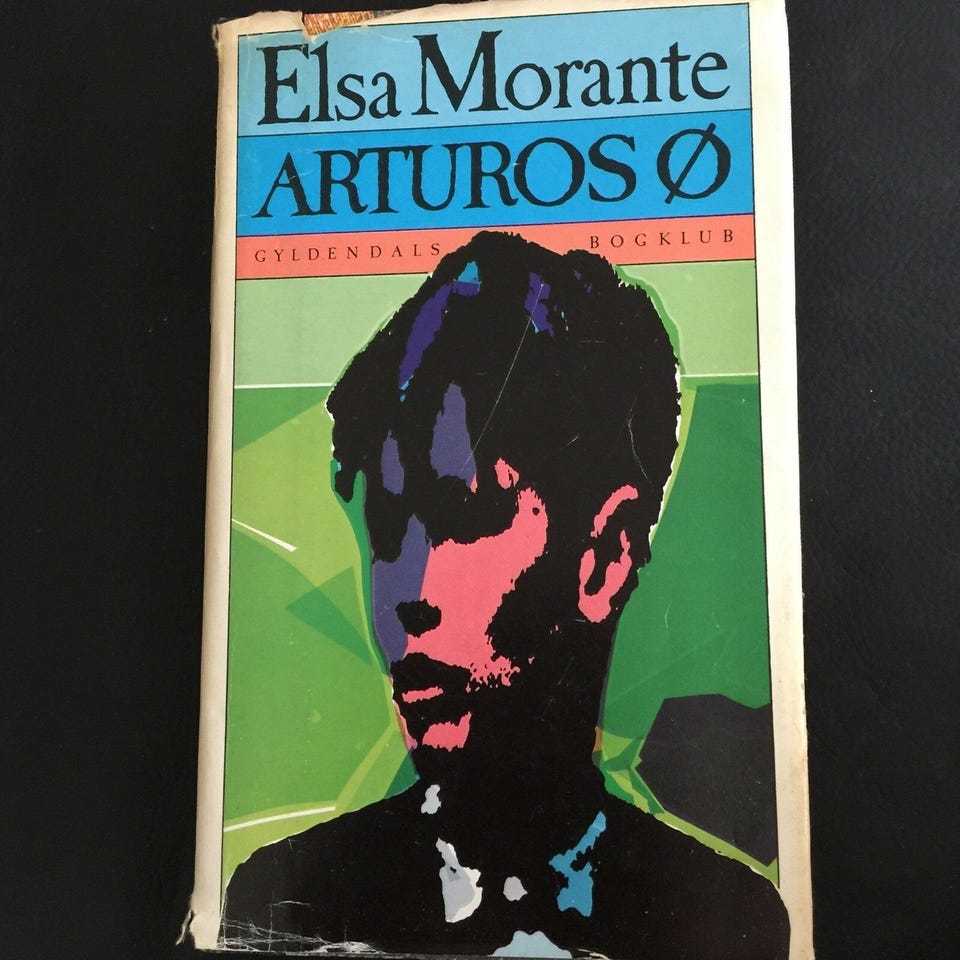 Elsa Morante
ARTUROS Ø
GYLDENDALS BOGKLUB